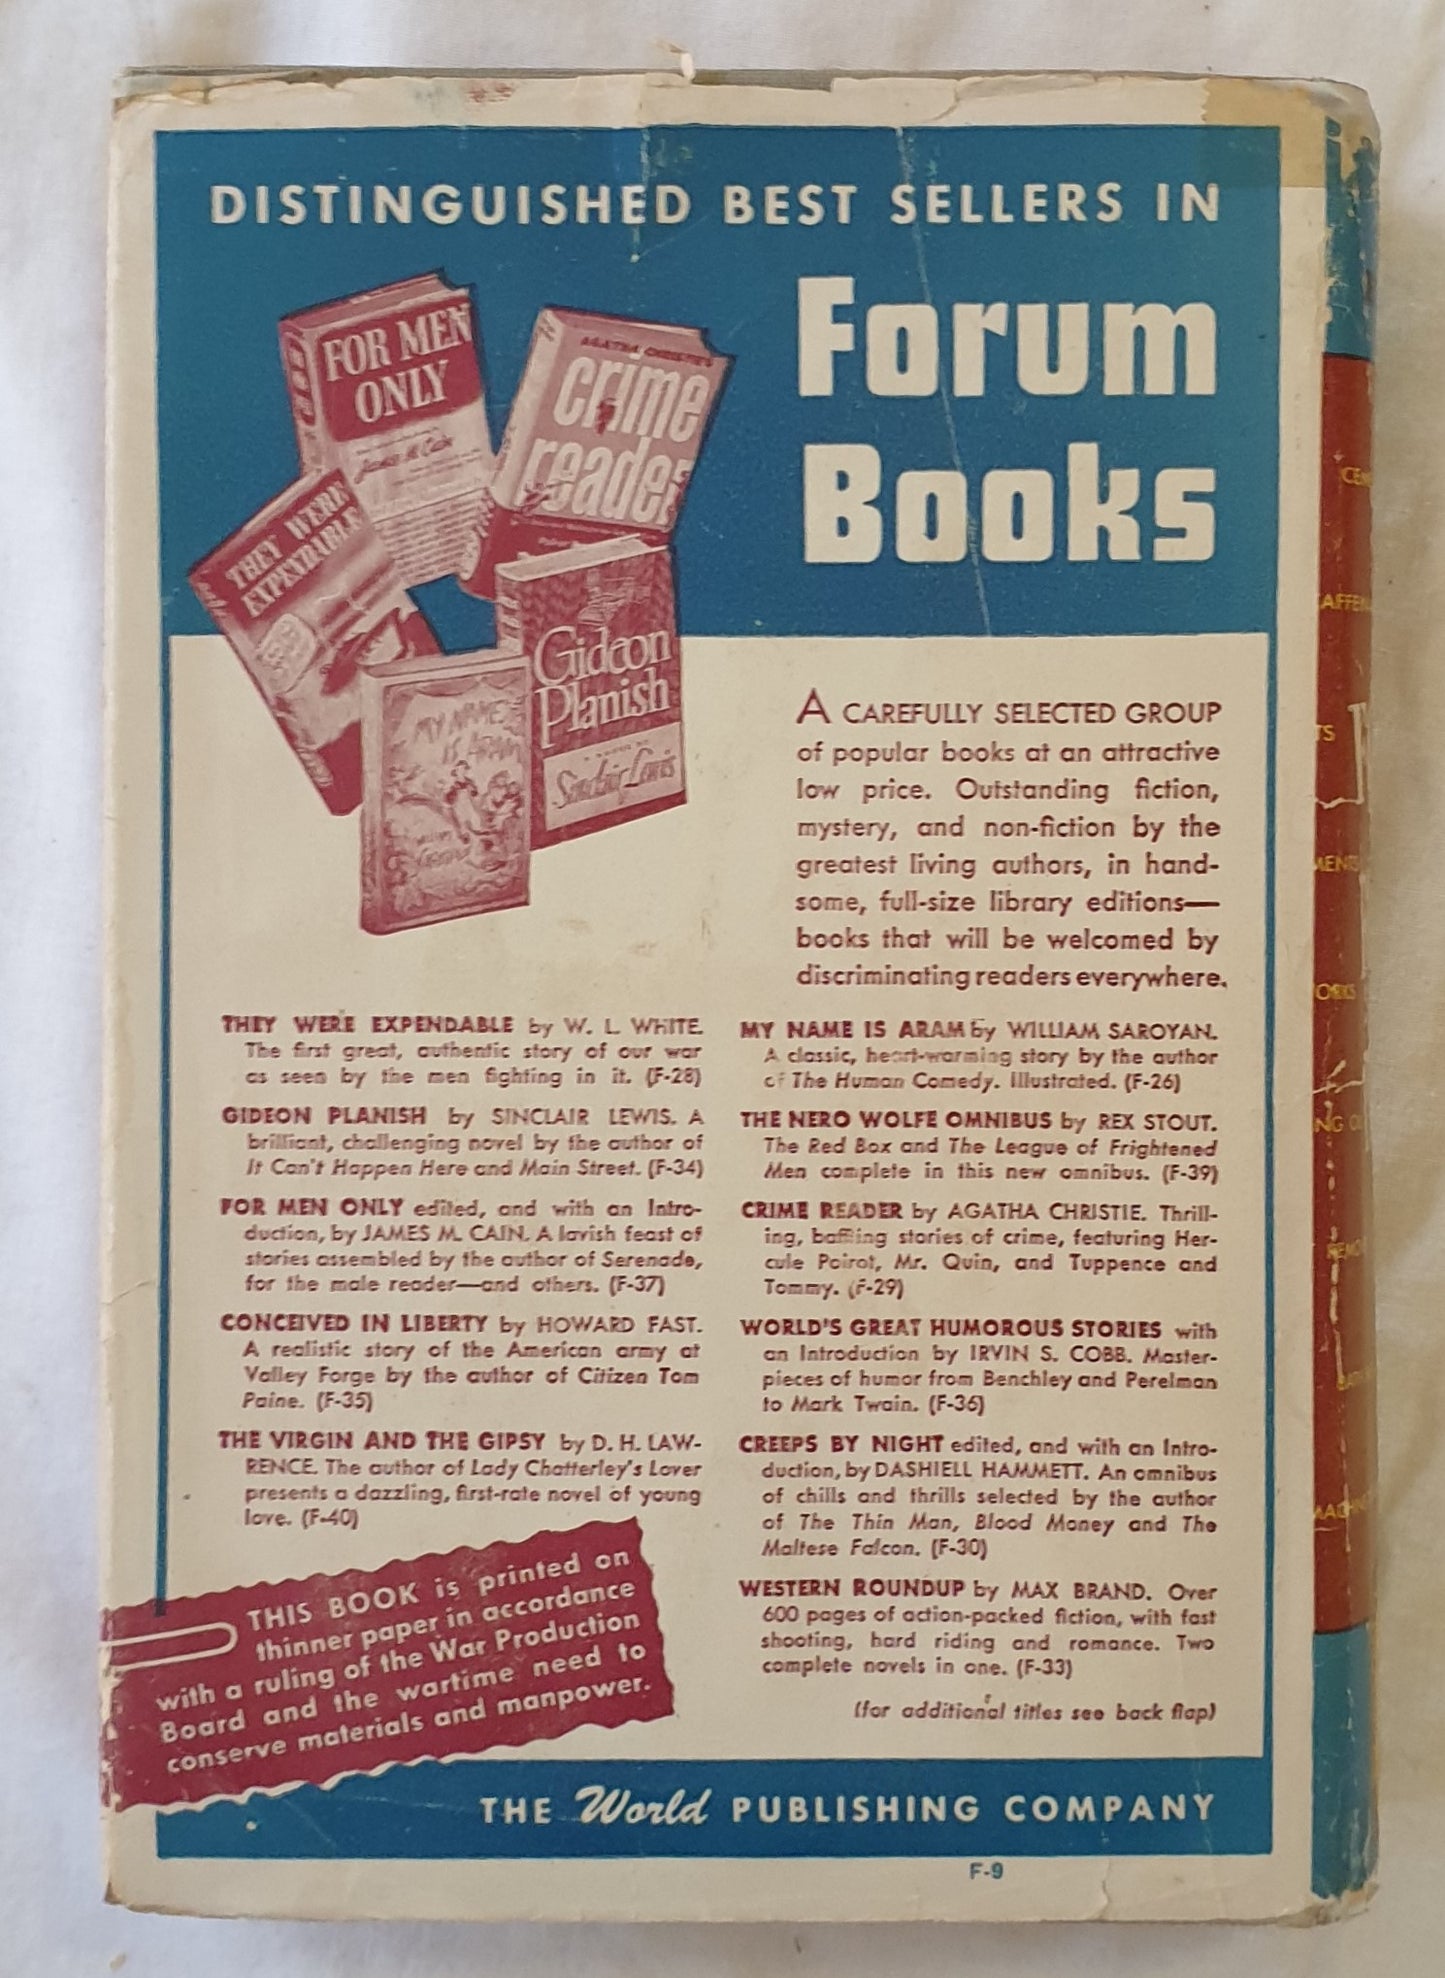 DISTINGUISHED BEST SELLERS IN
Forum
Books
FOR MEN
ONLY
James M. Cain
AGATHA CHRISTIE'S
crime
reader
THEY WERE
EXPENDABLE
Gideon
Planish
Sinclair Lewis
MY NAME
IS ARAM
A CAREFULLY SELECTED GROUP
of popular books at an attractive
low price. Outstanding fiction,
mystery, and non-fiction by the
greatest living authors, in hand-
some, full-size library editions—
books that will be welcomed by
discriminating readers everywhere.
THEY WERE EXPENDABLE by W. L. WHITE.
The first great, authentic story of our war
as seen by the men fighting in it. (F-28)
GIDEON PLANISH by SINCLAIR LEWIS. A
brilliant, challenging novel by the author of
It Can't Happen Here and Main Street. (F-34)
FOR MEN ONLY edited, and with an Intro-
duction, by JAMES M. CAIN. A lavish feast of
stories assembled by the author of Serenade,
for the male reader—and others. (F-37)
CONCEIVED IN LIBERTY by HOWARD FAST.
A realistic story of the American army at
Valley Forge by the author of Citizen Tom
Paine. (F-35)
THE VIRGIN AND THE GIPSY by D. H. LAW-
RENCE. The author of Lady Chatterley's Lover
presents a dazzling, first-rate novel of young
love. (F-40)
MY NAME IS ARAM by WILLIAM SAROYAN.
A classic, heart-warming story by the author
of The Human Comedy. Illustrated. (F-26)
THE NERO WOLFE OMNIBUS by REX STOUT.
The Red Box and The League of Frightened
Men complete in this new omnibus. (F-39)
CRIME READER by AGATHA CHRISTIE. Thrill-
ing, baffling stories of crime, featuring Her-
cule Poirot, Mr. Quin, and Tuppence and
Tommy. (F-29)
WORLD'S GREAT HUMOROUS STORIES with
an Introduction by IRVIN S. COBB. Master-
pieces of humor from Benchley and Perelman
to Mark Twain. (F-36)
CREEPS BY NIGHT edited, and with an Intro-
duction, by DASHIELL HAMMETT. An omnibus
of chills and thrills selected by the author
of The Thin Man, Blood Money and The
Maltese Falcon. (F-30)
WESTERN ROUNDUP by MAX BRAND. Over
600 pages of action-packed fiction, with fast
shooting, hard riding and romance. Two
complete novels in one. (F-33)
(for additional titles see back flap)
THIS BOOK is printed on
thinner paper in accordance
with a ruling of the War Production
Board and the wartime need to
conserve materials and manpower.
THE World PUBLISHING COMPANY
F-9